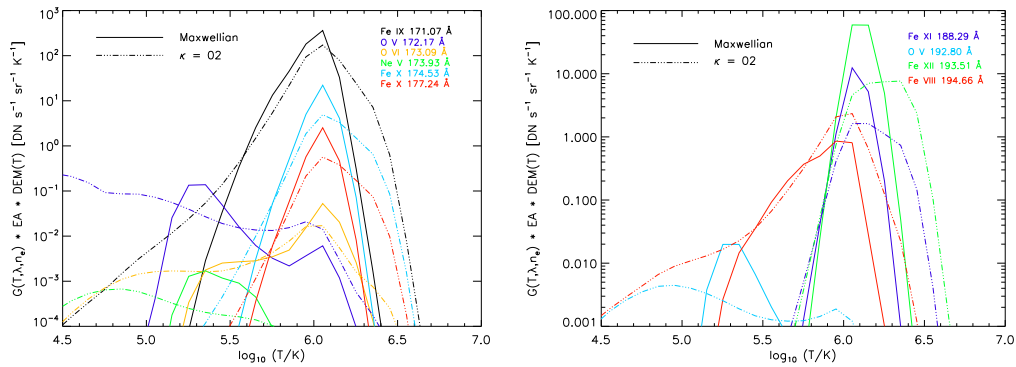 G(T,λ,nₑ) * EA * DEM(T) [DN s⁻¹ sr⁻¹ K⁻¹]
10³
10²
10¹
10⁰
10⁻¹
10⁻²
10⁻³
10⁻⁴
Maxwellian
κ = 02
Fe IX 171.07 Å
O V 172.17 Å
O VI 173.09 Å
Ne V 173.93 Å
Fe X 174.53 Å
Fe X 177.24 Å
4.5 5.0 5.5 6.0 6.5 7.0
log₁₀ (T/K)
G(T,λ,nₑ) * EA * DEM(T) [DN s⁻¹ sr⁻¹ K⁻¹]
100.000
10.000
1.000
0.100
0.010
0.001
Maxwellian
κ = 02
Fe XI 188.29 Å
O V 192.80 Å
Fe XII 193.51 Å
Fe VIII 194.66 Å
4.5 5.0 5.5 6.0 6.5 7.0
log₁₀ (T/K)